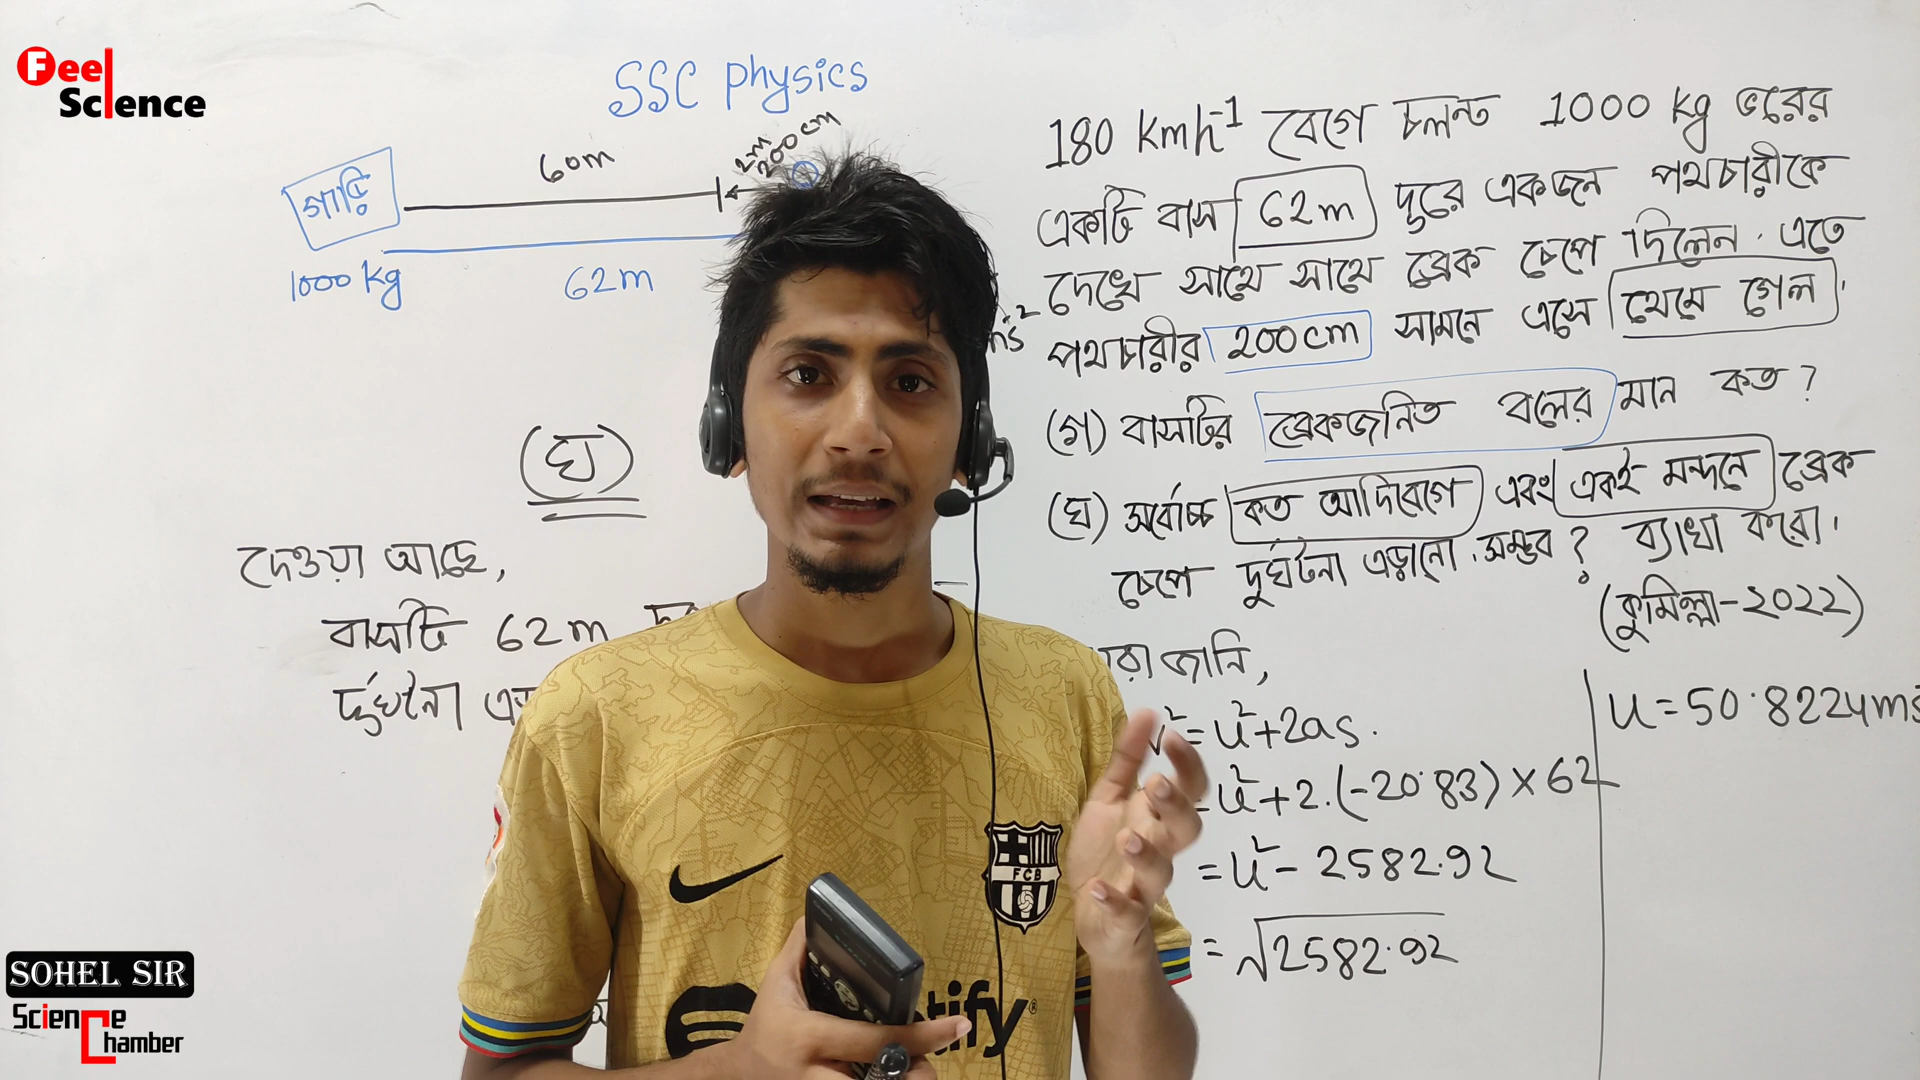 Feel
Science
SSC Physics
গাড়ি
60m
2m
200cm
1000 kg
62m
180 Kmh⁻¹ বেগে চলন্ত 1000 kg ভরের
একটি বাস 62m দূরে একজন পথচারীকে
দেখে সাথে সাথে ব্রেক চেপে দিলেন. এতে
পথচারীর 200cm সামনে এসে থেমে গেল.
(গ) বাসটির ব্রেকজনিত বলের মান কত?
(ঘ) সর্বোচ্চ কত আদিবেগে এবং একই মন্দনে ব্রেক
চেপে দুর্ঘটনা এড়ানো সম্ভব? ব্যাখা করো.
(কুমিল্লা-2022)
(ঘ)
দেওয়া আছে,
বাসটি 62m
দুর্ঘটনা
জানি,
= u²+2as.
= u²+2.(-20.83)×62
= u² - 2582.92
= √2582.92
u = 50.8224ms
FCB
SOHEL SIR
Science
Chamber